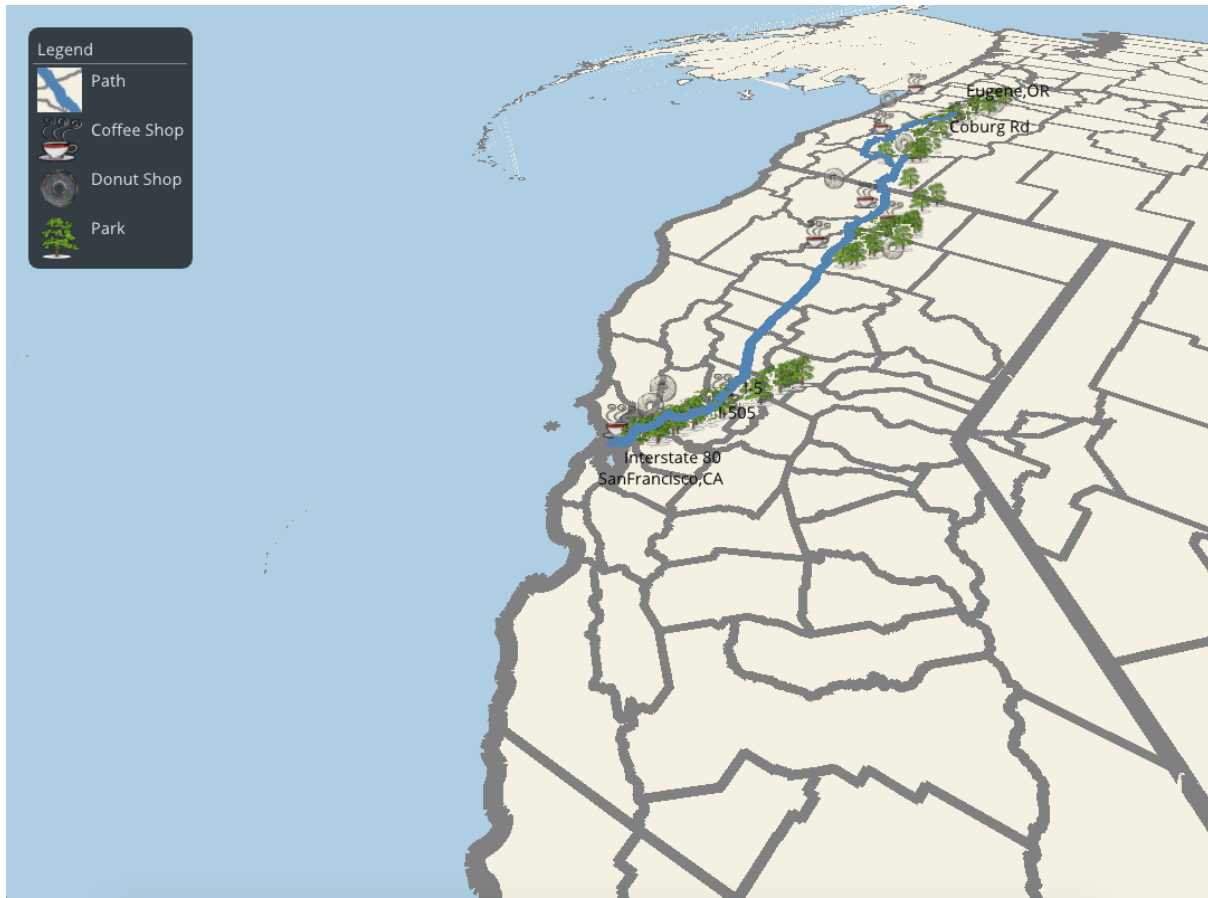 Legend
Path
Coffee Shop
Donut Shop
Park
Eugene,OR
Coburg Rd
I-5
I-505
Interstate 80
SanFrancisco,CA